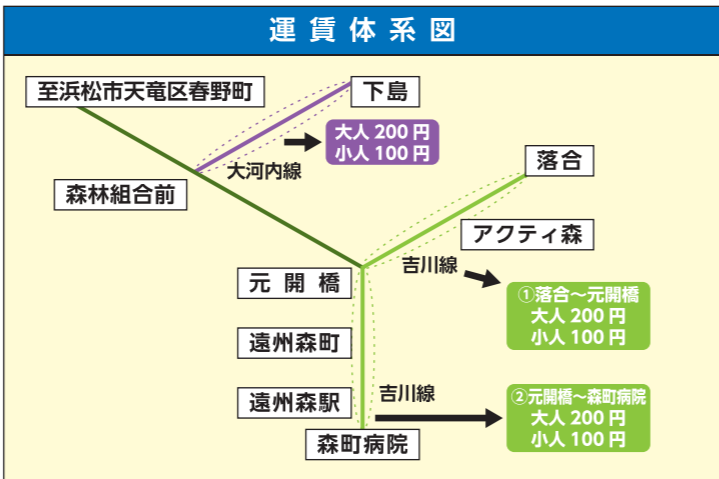 運賃体系図
至浜松市天竜区春野町
下島
大人 200 円
小人 100 円
大河内線
落合
森林組合前
アクティ森
吉川線
元開橋
①落合〜元開橋
大人 200 円
小人 100 円
遠州森町
吉川線
遠州森駅
②元開橋〜森町病院
大人 200 円
小人 100 円
森町病院